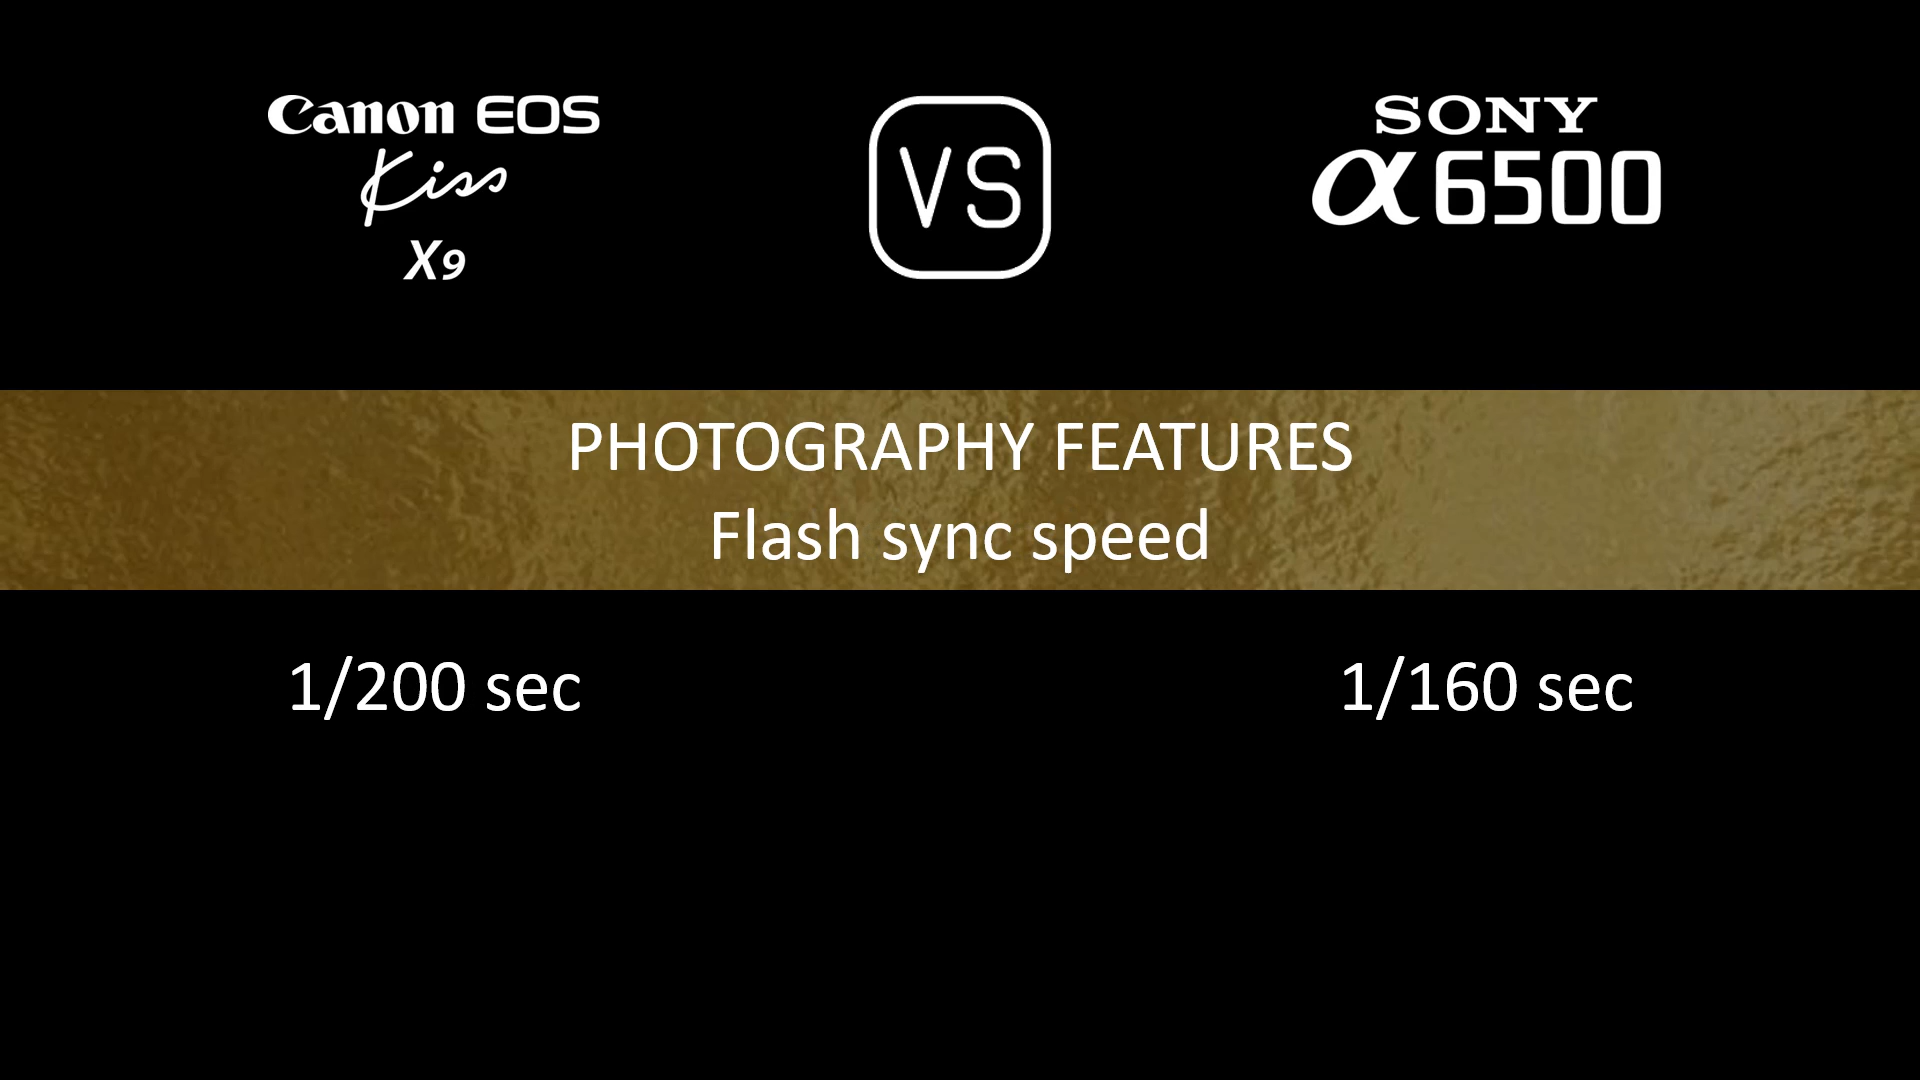 Canon EOS
Kiss
X9
VS
SONY
α6500
PHOTOGRAPHY FEATURES
Flash sync speed
1/200 sec
1/160 sec